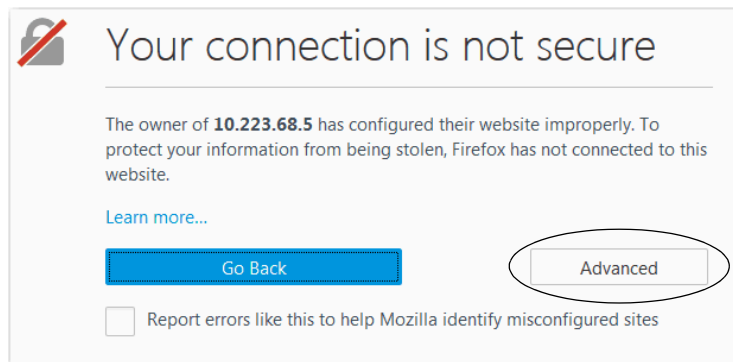 Your connection is not secure
The owner of 10.223.68.5 has configured their website improperly. To
protect your information from being stolen, Firefox has not connected to this
website.
Learn more...
Go Back
Advanced
Report errors like this to help Mozilla identify misconfigured sites